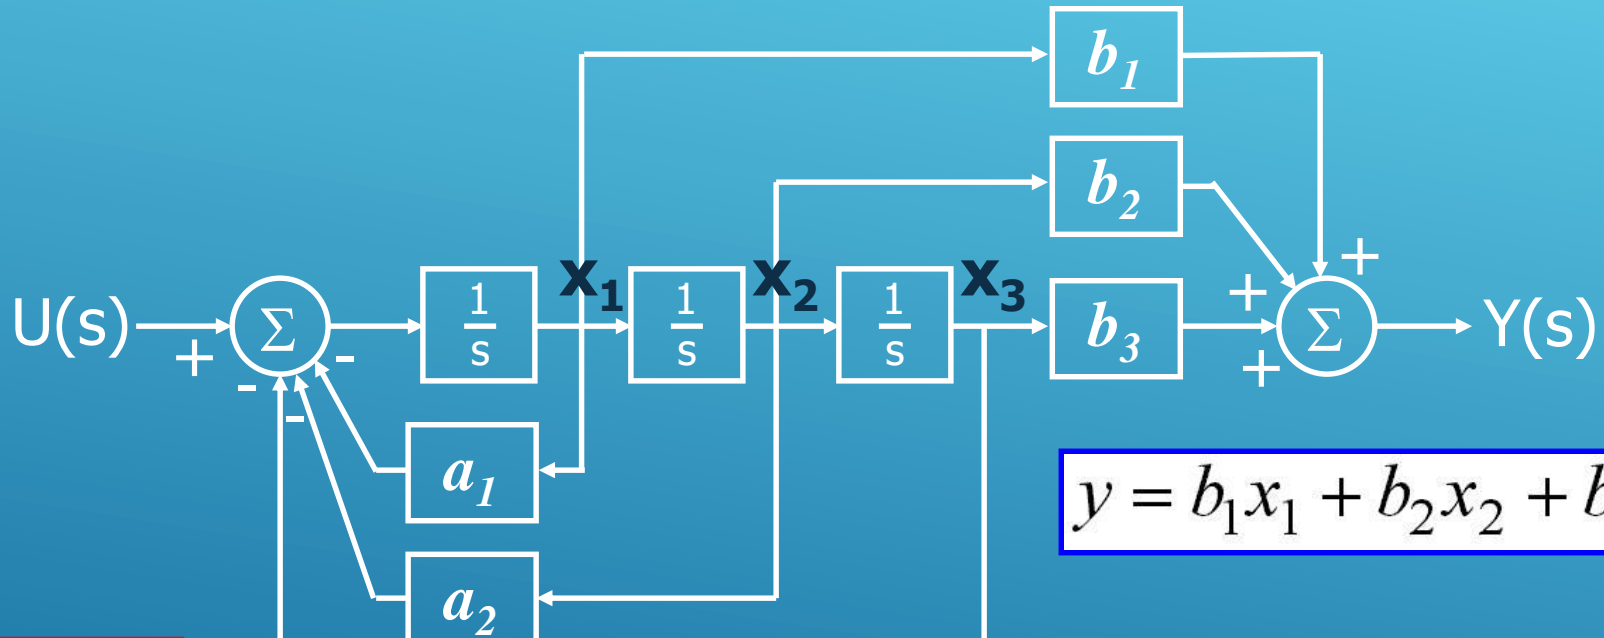 b₁
b₂
x₁ x₂ x₃
U(s) + Σ - 1/s 1/s 1/s b₃ + + + Σ Y(s)
- -
a₁
y = b₁x₁ + b₂x₂ + b
a₂